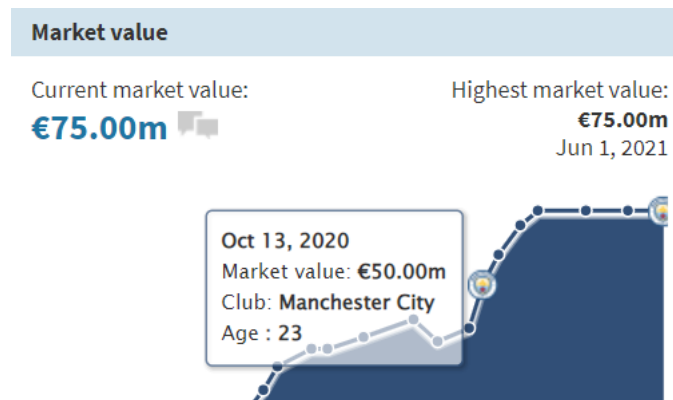 Market value
Current market value:
€75.00m
Highest market value:
€75.00m
Jun 1, 2021
Oct 13, 2020
Market value: €50.00m
Club: Manchester City
Age : 23